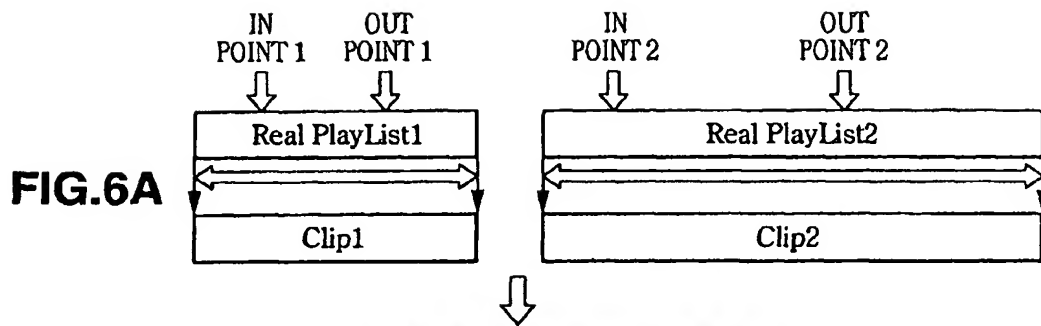 IN POINT 1
OUT POINT 1
IN POINT 2
OUT POINT 2
Real PlayList1
Real PlayList2
FIG.6A
Clip1
Clip2